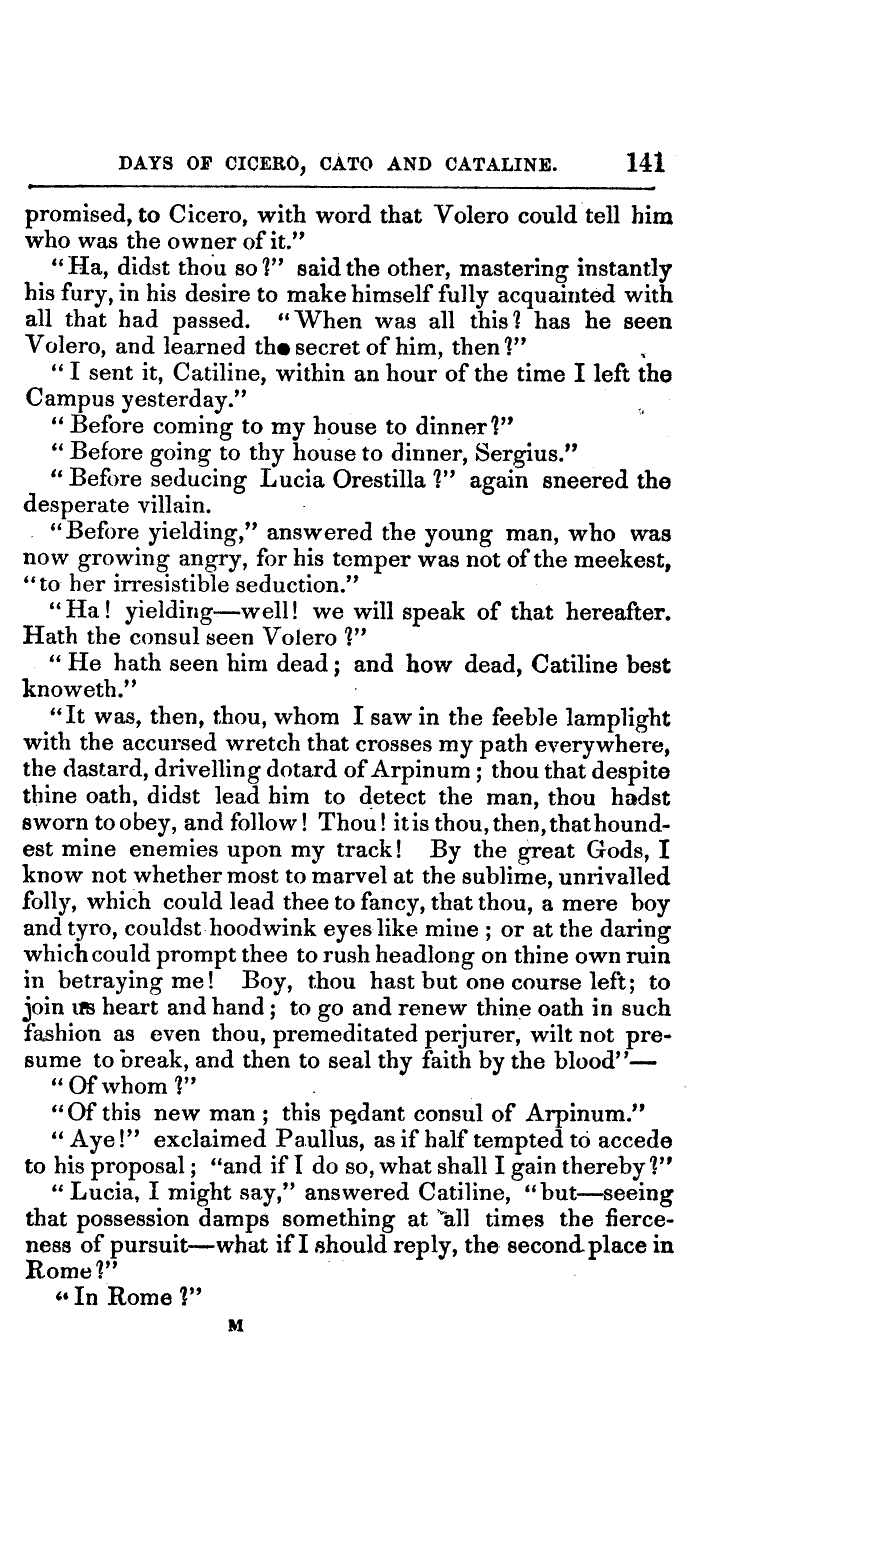 DAYS OF CICERO, CATO AND CATALINE. 141
promised, to Cicero, with word that Volero could tell him
who was the owner of it."
"Ha, didst thou so?" said the other, mastering instantly
his fury, in his desire to make himself fully acquainted with
all that had passed. "When was all this? has he seen
Volero, and learned the secret of him, then?"
"I sent it, Catiline, within an hour of the time I left the
Campus yesterday."
"Before coming to my house to dinner?"
"Before going to thy house to dinner, Sergius."
"Before seducing Lucia Orestilla?" again sneered the
desperate villain.
"Before yielding," answered the young man, who was
now growing angry, for his temper was not of the meekest,
"to her irresistible seduction."
"Ha! yielding—well! we will speak of that hereafter.
Hath the consul seen Volero?"
"He hath seen him dead; and how dead, Catiline best
knoweth."
"It was, then, thou, whom I saw in the feeble lamplight
with the accursed wretch that crosses my path everywhere,
the dastard, drivelling dotard of Arpinum; thou that despite
thine oath, didst lead him to detect the man, thou hadst
sworn to obey, and follow! Thou! it is thou, then, that hound-
est mine enemies upon my track! By the great Gods, I
know not whether most to marvel at the sublime, unrivalled
folly, which could lead thee to fancy, that thou, a mere boy
and tyro, couldst hoodwink eyes like mine; or at the daring
which could prompt thee to rush headlong on thine own ruin
in betraying me! Boy, thou hast but one course left; to
join us heart and hand; to go and renew thine oath in such
fashion as even thou, premeditated perjurer, wilt not pre-
sume to break, and then to seal thy faith by the blood"—
"Of whom?"
"Of this new man; this pedant consul of Arpinum."
"Aye!" exclaimed Paullus, as if half tempted to accede
to his proposal; "and if I do so, what shall I gain thereby?"
"Lucia, I might say," answered Catiline, "but—seeing
that possession damps something at all times the fierce-
ness of pursuit—what if I should reply, the second place in
Rome?"
"In Rome?"
M